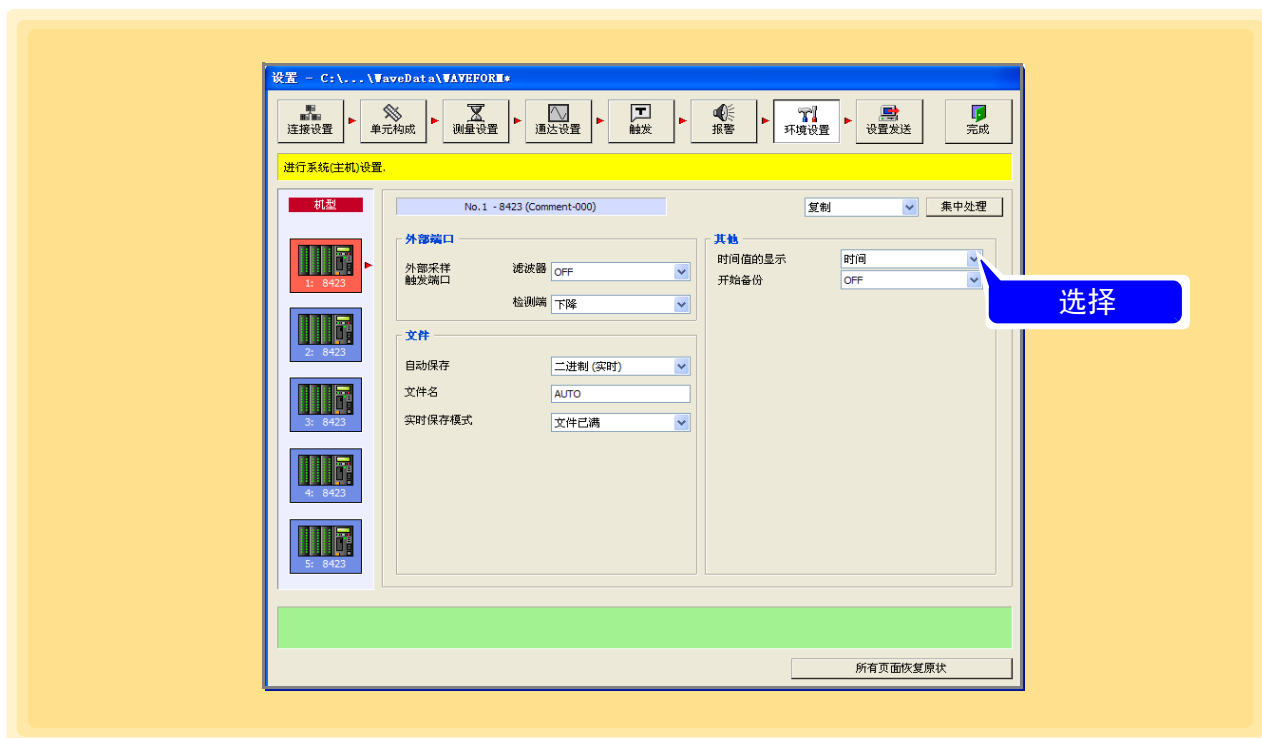 设置 - C:\...\WaveData\WAVEFORM*
连接设置
单元构成
测量设置
通达设置
触发
报警
环境设置
设置发送
完成
进行系统(主机)设置.
机型
1: 8423
2: 8423
3: 8423
4: 8423
5: 8423
No.1 - 8423 (Comment-000)
复制
集中处理
外部端口
外部采样
触发端口
滤波器
OFF
检测端
下降
文件
自动保存
二进制 (实时)
文件名
AUTO
实时保存模式
文件已满
其他
时间值的显示
时间
开始备份
OFF
选择
所有页面恢复原状